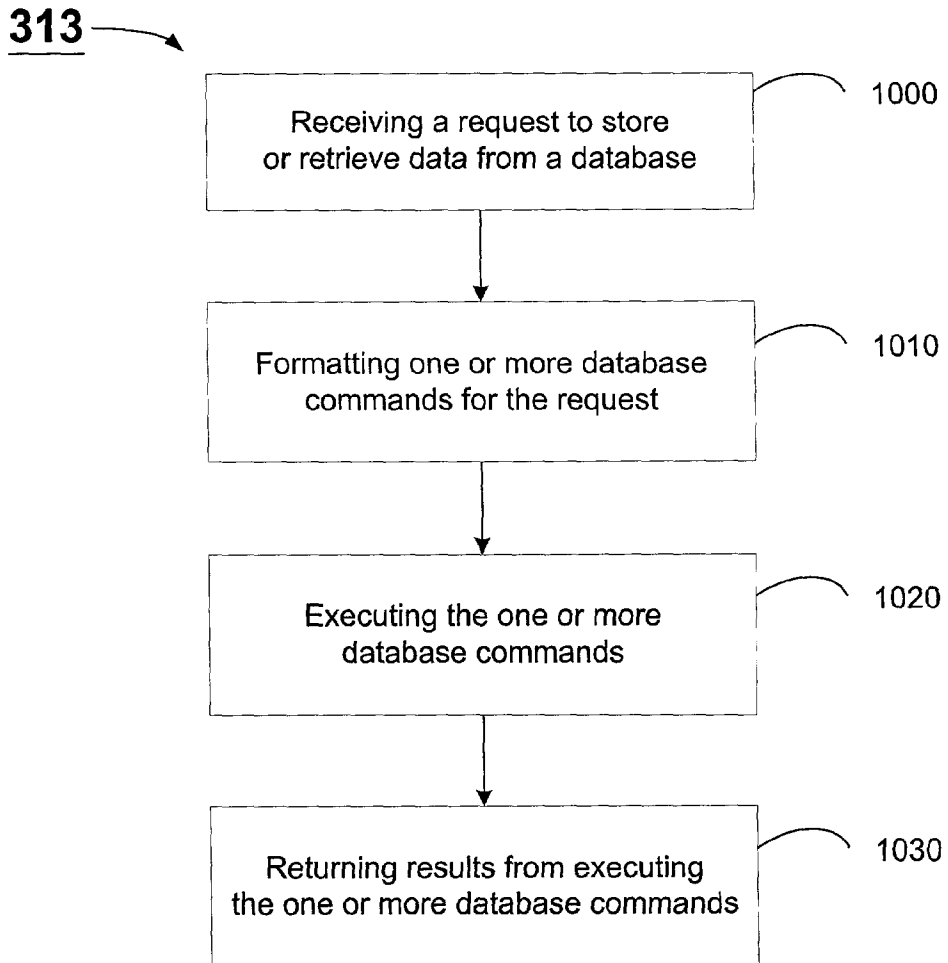 313
1000
Receiving a request to store
or retrieve data from a database
1010
Formatting one or more database
commands for the request
1020
Executing the one or more
database commands
1030
Returning results from executing
the one or more database commands